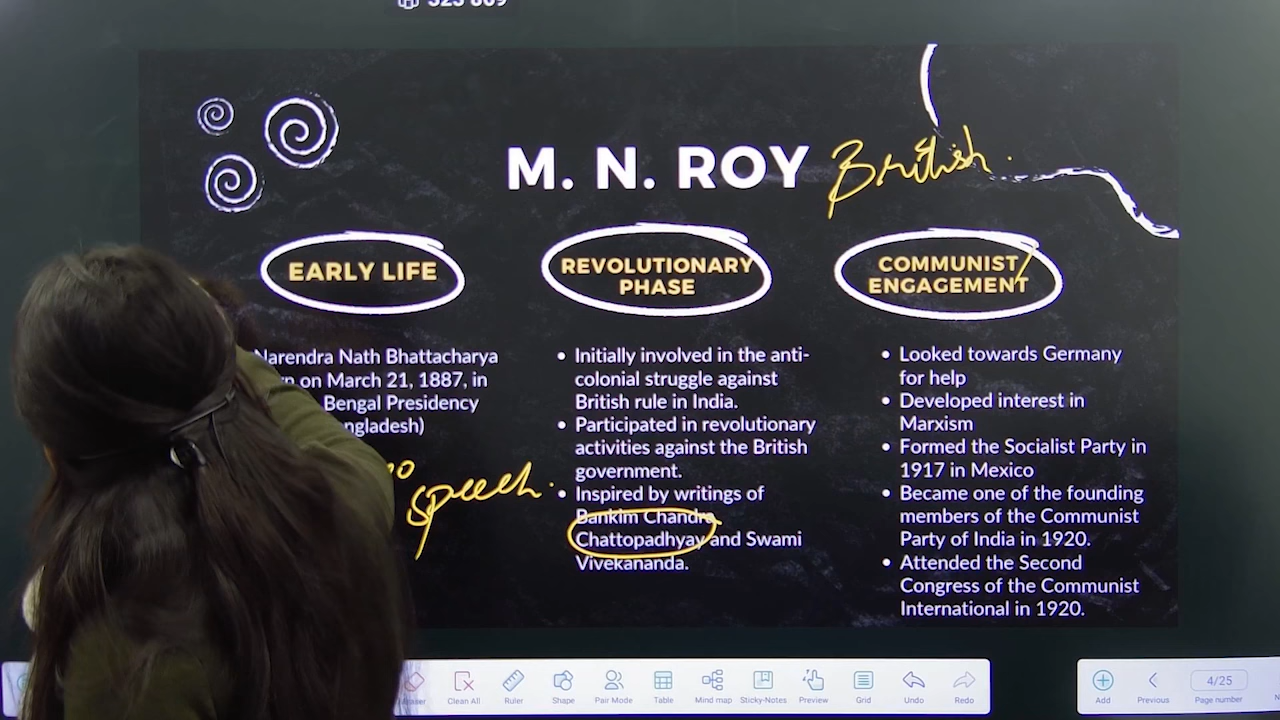 M. N. ROY British.
EARLY LIFE
Narendra Nath Bhattacharya
on March 21, 1887, in
Bengal Presidency
speech.
REVOLUTIONARY
PHASE
• Initially involved in the anti-
colonial struggle against
British rule in India.
• Participated in revolutionary
activities against the British
government.
• Inspired by writings of
Bankim Chandra
Chattopadhyay and Swami
Vivekananda.
COMMUNIST
ENGAGEMENT
• Looked towards Germany
for help
• Developed interest in
Marxism
• Formed the Socialist Party in
1917 in Mexico
• Became one of the founding
members of the Communist
Party of India in 1920.
• Attended the Second
Congress of the Communist
International in 1920.
Clean All Ruler Shape Pair Mode Table Mind map Sticky-Notes Preview Grid Undo Redo
Add Previous 4/25 Page number